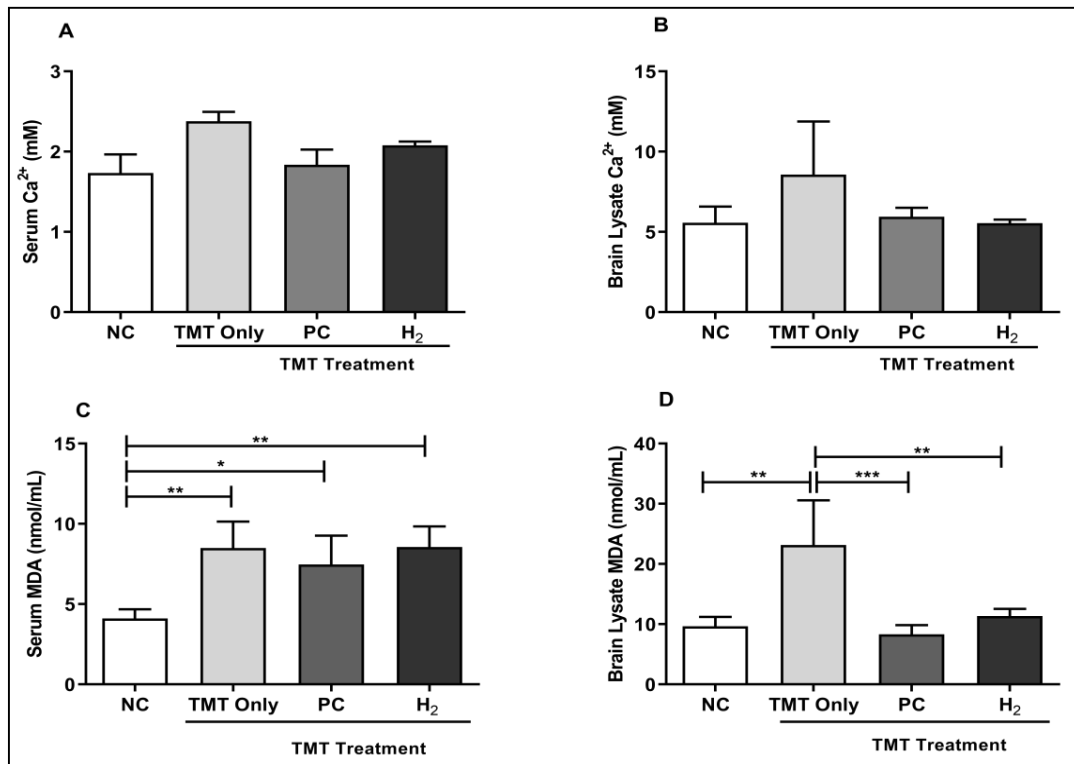 A
Serum Ca²⁺ (mM)
3
2
1
0
NC
TMT Only
PC
H₂
TMT Treatment
B
Brain Lysate Ca²⁺ (mM)
15
10
5
0
NC
TMT Only
PC
H₂
TMT Treatment
C
Serum MDA (nmol/mL)
15
10
5
0
**
*
**
NC
TMT Only
PC
H₂
TMT Treatment
D
Brain Lysate MDA (nmol/mL)
40
30
20
10
0
**
**
***
NC
TMT Only
PC
H₂
TMT Treatment